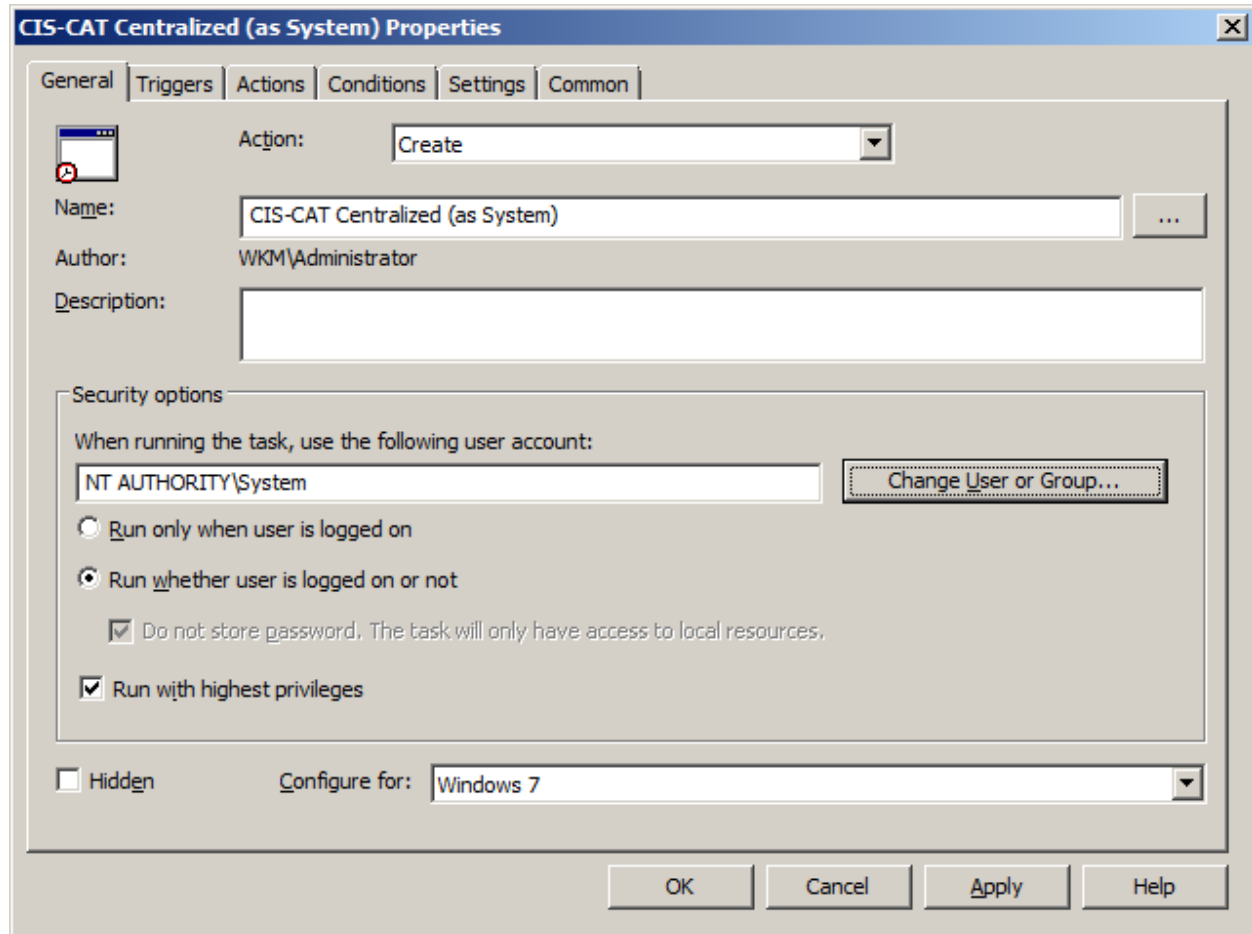 CIS-CAT Centralized (as System) Properties
General Triggers Actions Conditions Settings Common
Action: Create
Name: CIS-CAT Centralized (as System) ...
Author: WKM\Administrator
Description:
Security options
When running the task, use the following user account:
NT AUTHORITY\System Change User or Group...
Run only when user is logged on
Run whether user is logged on or not
Do not store password. The task will only have access to local resources.
Run with highest privileges
Hidden Configure for: Windows 7
OK Cancel Apply Help